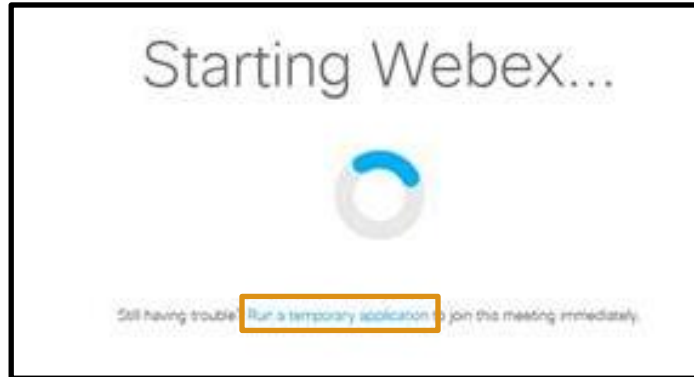 Starting Webex...
Still having trouble? Run a temporary application to join this meeting immediately.